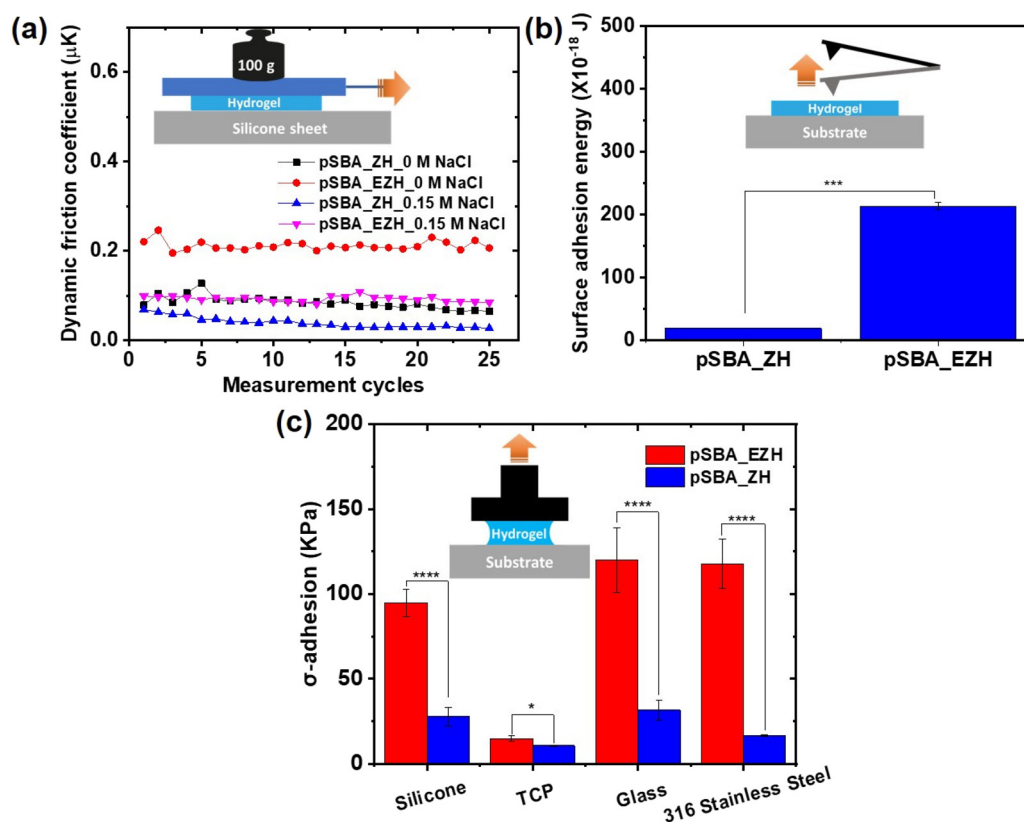 (a)
Dynamic friction coefficient (μK)
0.6
0.4
0.2
0.0
0 5 10 15 20 25
Measurement cycles
100 g
Hydrogel
Silicone sheet
pSBA_ZH_0 M NaCl
pSBA_EZH_0 M NaCl
pSBA_ZH_0.15 M NaCl
pSBA_EZH_0.15 M NaCl
(b)
Surface adhesion energy (X10-18 J)
500
400
300
200
100
0
Hydrogel
Substrate
***
pSBA_ZH pSBA_EZH
(c)
σ-adhesion (KPa)
200
150
100
50
0
Hydrogel
Substrate
pSBA_EZH
pSBA_ZH
****
*
****
****
Silicone
TCP
Glass
316 Stainless Steel